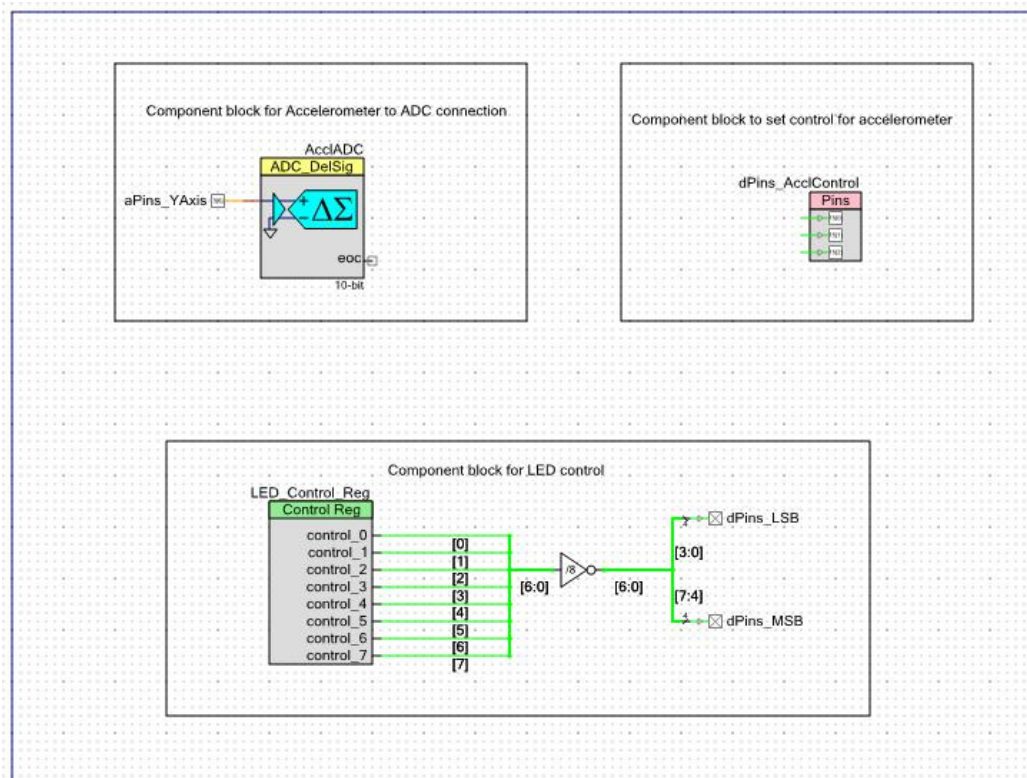 Component block for Accelerometer to ADC connection
AcclADC
ADC_DelSig
aPins_YAxis
+
-
ΔΣ
eoc
10-bit
Component block to set control for accelerometer
dPins_AcclControl
Pins
Component block for LED control
LED_Control_Reg
Control Reg
control_0
control_1
control_2
control_3
control_4
control_5
control_6
control_7
[0]
[1]
[2]
[3]
[4]
[5]
[6]
[7]
[6:0]
/8
[6:0]
dPins_LSB
[3:0]
[7:4]
dPins_MSB